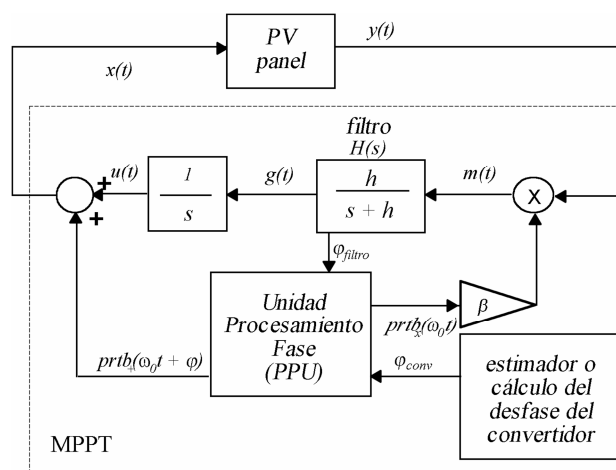 PV
panel
y(t)
x(t)
filtro
H(s)
u(t)
1
s
g(t)
h
s + h
m(t)
X
+
+
φfiltro
Unidad
Procesamiento
Fase
(PPU)
β
prtbx(ω0t)
prtb+(ω0t + φ)
φconv
estimador o
cálculo del
desfase del
convertidor
MPPT